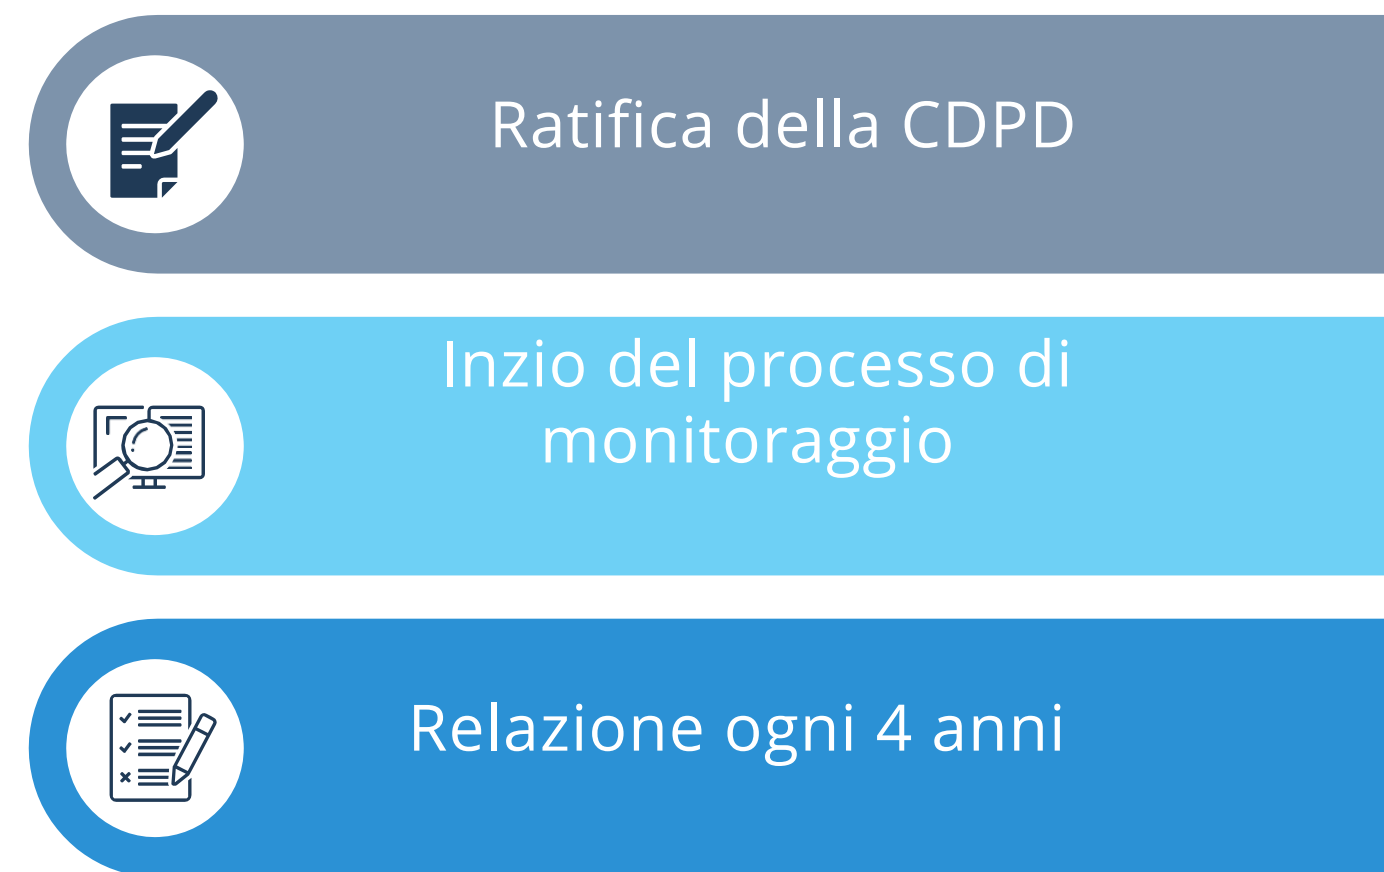 Ratifica della CDPD
Inzio del processo di
monitoraggio
Relazione ogni 4 anni